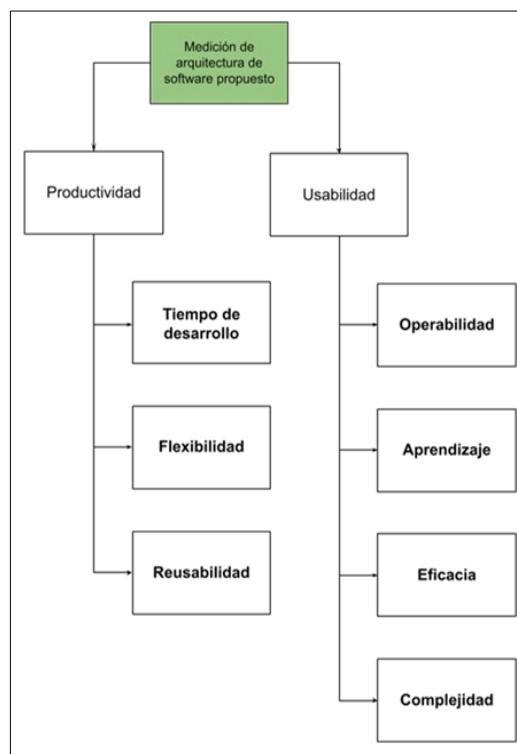 Medición de
arquitectura de
software propuesto
Productividad
Usabilidad
Tiempo de
desarrollo
Operabilidad
Flexibilidad
Aprendizaje
Reusabilidad
Eficacia
Complejidad